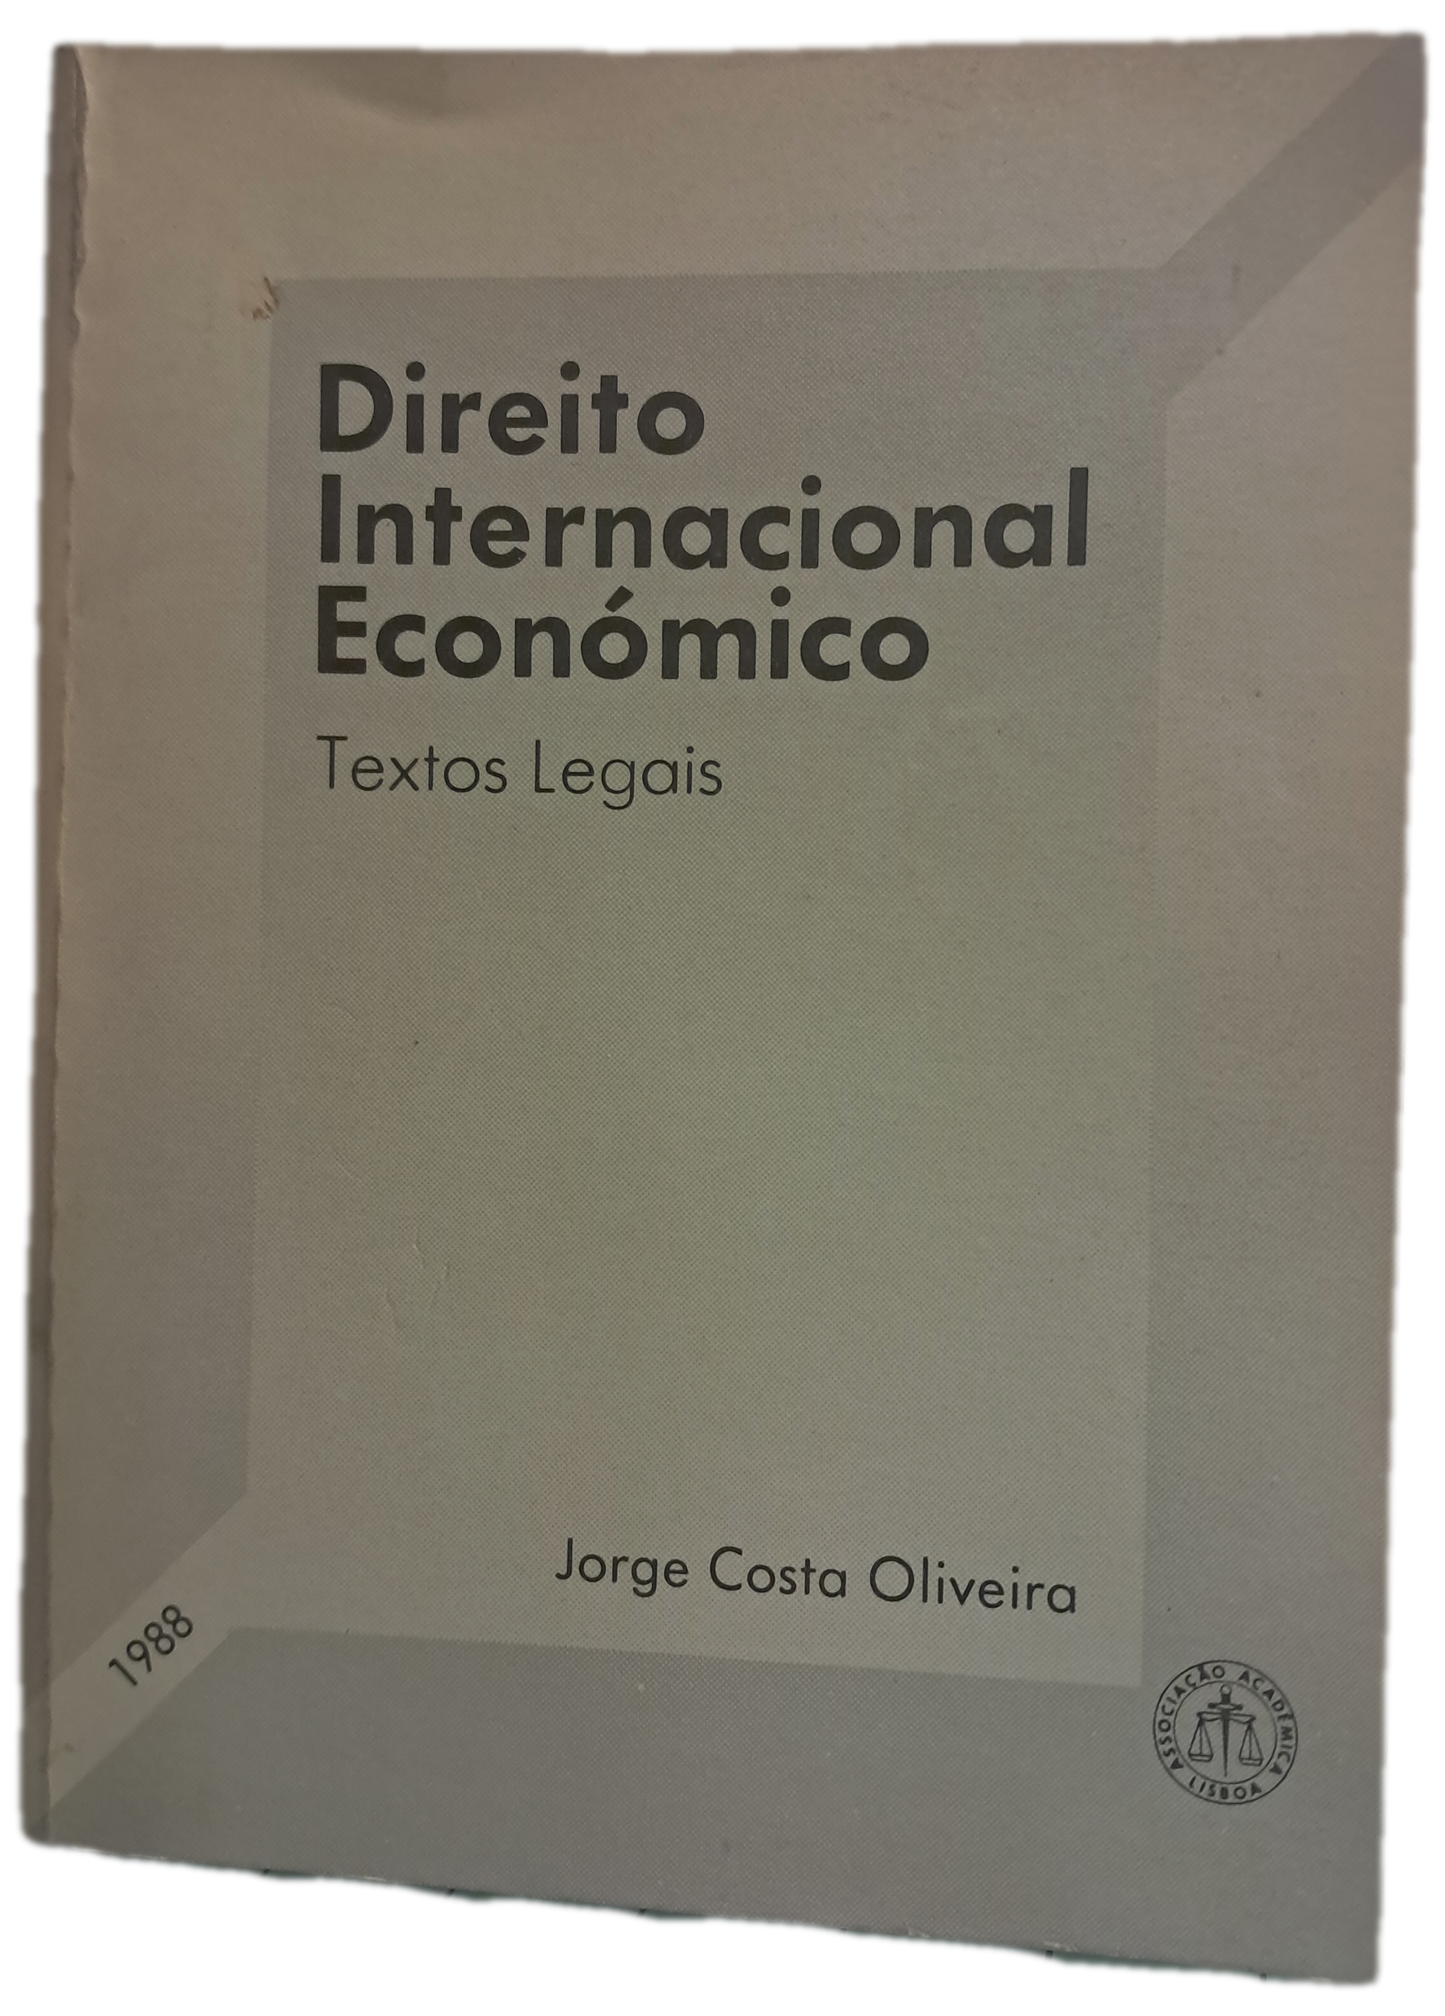 Direito
Internacional
Económico
Textos Legais
Jorge Costa Oliveira
1988
ASSOCIAÇÃO ACADÉMICA
LISBOA